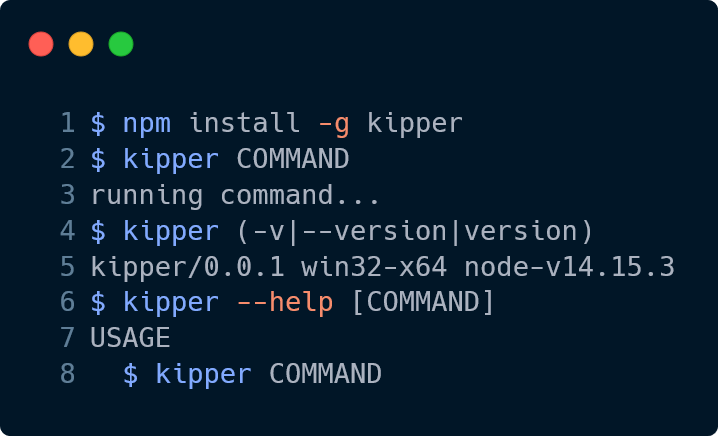 1 $ npm install -g kipper
2 $ kipper COMMAND
3 running command...
4 $ kipper (-v|--version|version)
5 kipper/0.0.1 win32-x64 node-v14.15.3
6 $ kipper --help [COMMAND]
7 USAGE
8   $ kipper COMMAND